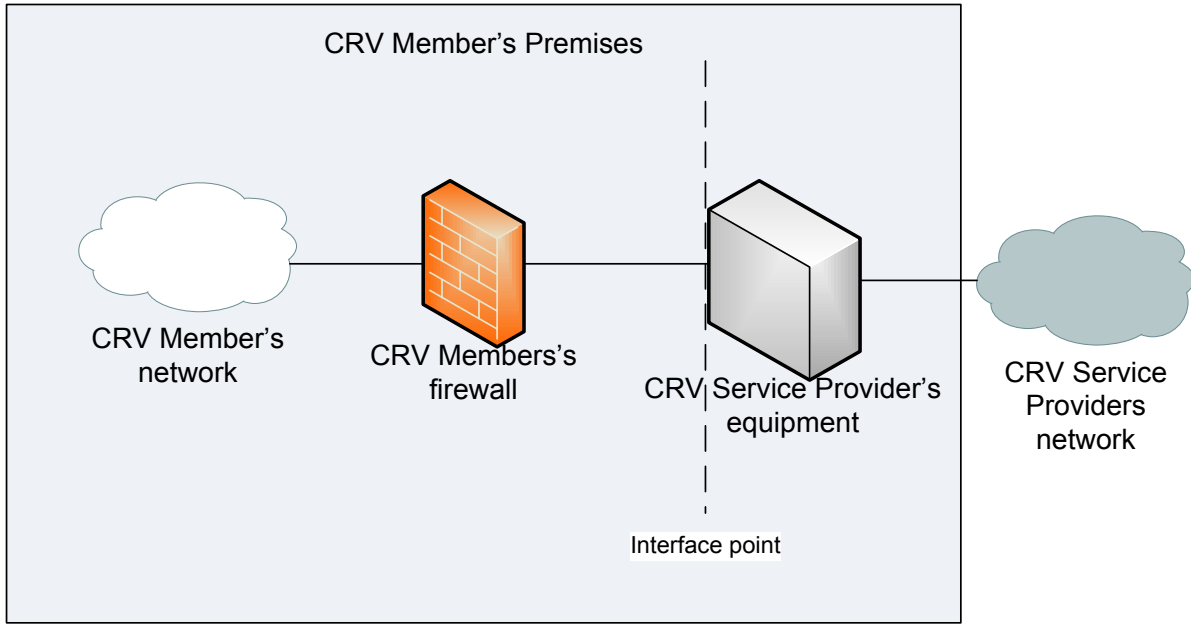 CRV Member’s Premises
CRV Member’s
network
CRV Members’s
firewall
CRV Service Provider’s
equipment
CRV Service
Providers
network
Interface point